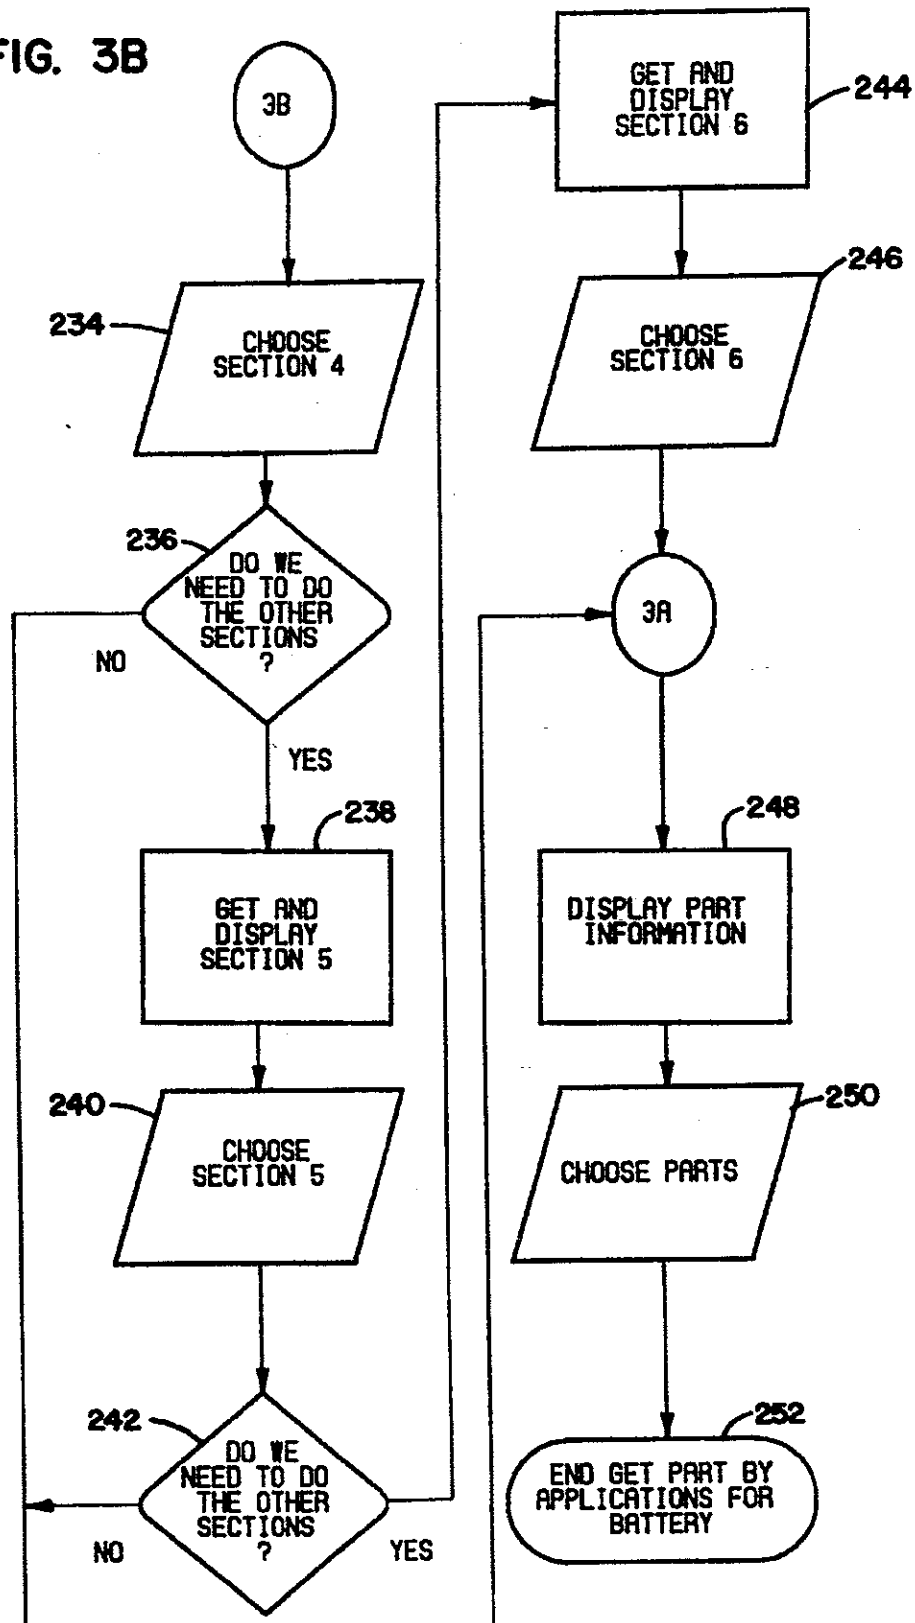 FIG. 3B
3B
234
CHOOSE
SECTION 4
236
DO WE
NEED TO DO
THE OTHER
SECTIONS
?
NO
YES
238
GET AND
DISPLAY
SECTION 5
240
CHOOSE
SECTION 5
242
DO WE
NEED TO DO
THE OTHER
SECTIONS
?
NO
YES
GET AND
DISPLAY
SECTION 6
244
246
CHOOSE
SECTION 6
3A
248
DISPLAY PART
INFORMATION
250
CHOOSE PARTS
252
END GET PART BY
APPLICATIONS FOR
BATTERY